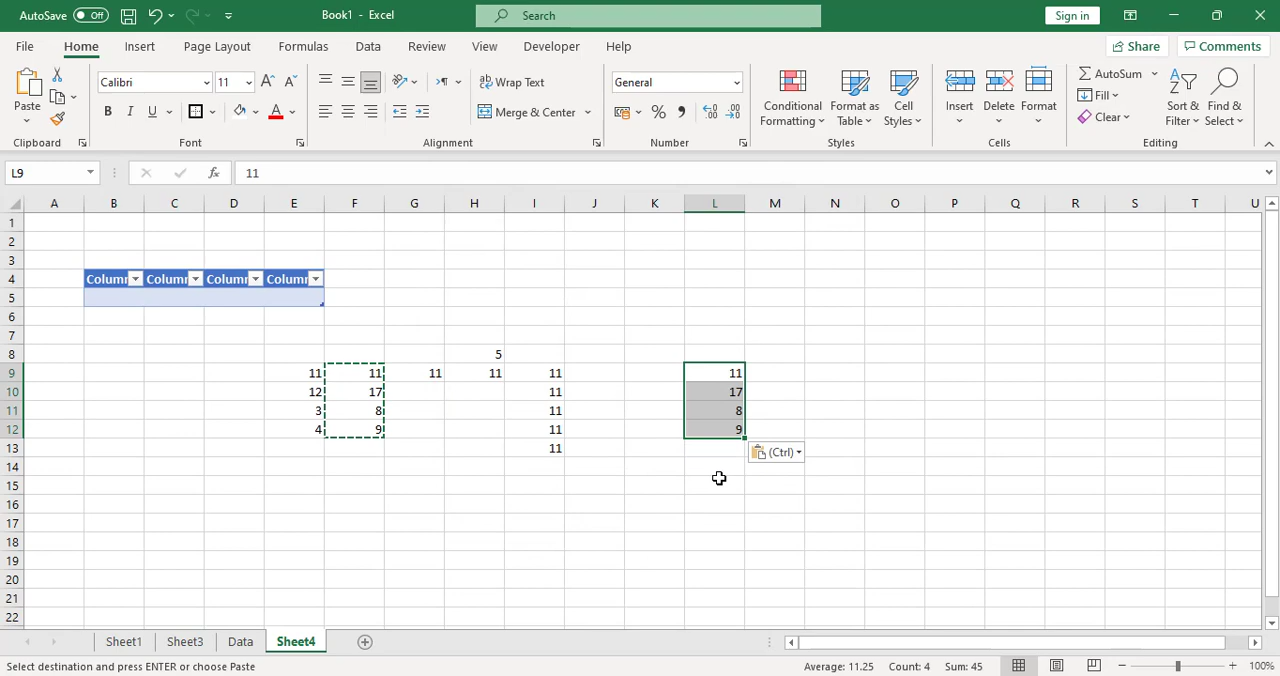 AutoSave Off Book1 - Excel Search Sign in
File Home Insert Page Layout Formulas Data Review View Developer Help Share Comments
Paste Calibri 11 A A Wrap Text General Conditional Formatting Format as Table Cell Styles Insert Delete Format AutoSum Sort & Filter Find & Select
B I U A Merge & Center % Fill Clear
Clipboard Font Alignment Number Styles Cells Editing
L9 fx 11
A B C D E F G H I J K L M N O P Q R S T U
1
2
3
4 Column Column Column Column
5
6
7
8 5
9 11 11 11 11 11 11
10 12 17 11 17
11 3 8 11 8
12 4 9 11 9
13 11 (Ctrl)
14
15
16
17
18
19
20
21
22
Sheet1 Sheet3 Data Sheet4
Select destination and press ENTER or choose Paste Average: 11.25 Count: 4 Sum: 45 100%